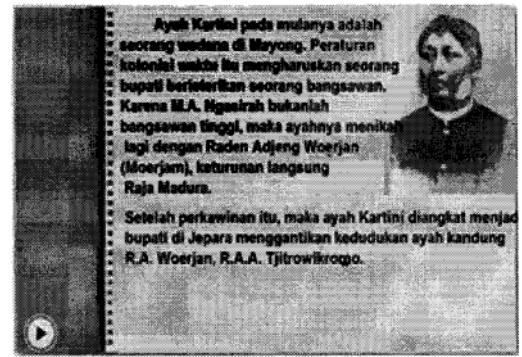 Ayah Kartini pada mulanya adalah
seorang wedana di Mayong. Peraturan
kolonial waktu itu mengharuskan seorang
bupati beristerikan seorang bangsawan.
Karena M.A. Ngasirah bukanlah
bangsawan tinggi, maka ayahnya menikah
lagi dengan Raden Adjeng Woerjan
(Moerjam), keturunan langsung
Raja Madura.
Setelah perkawinan itu, maka ayah Kartini diangkat menjad
bupati di Jepara menggantikan kedudukan ayah kandung
R.A. Woerjan, R.A.A. Tjitrowikromo.